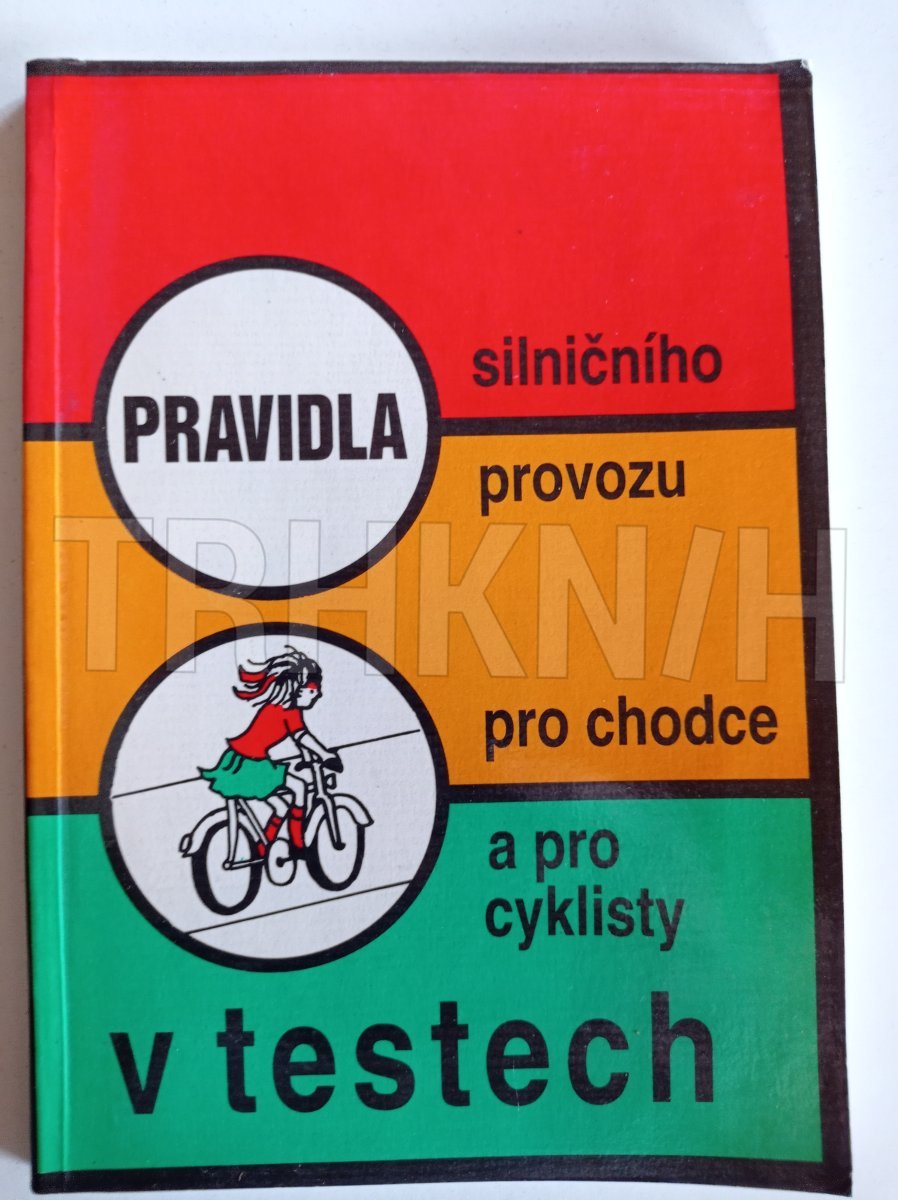 PRAVIDLA
silničního
provozu
pro chodce
a pro
cyklisty
v testech
TRHKNIH